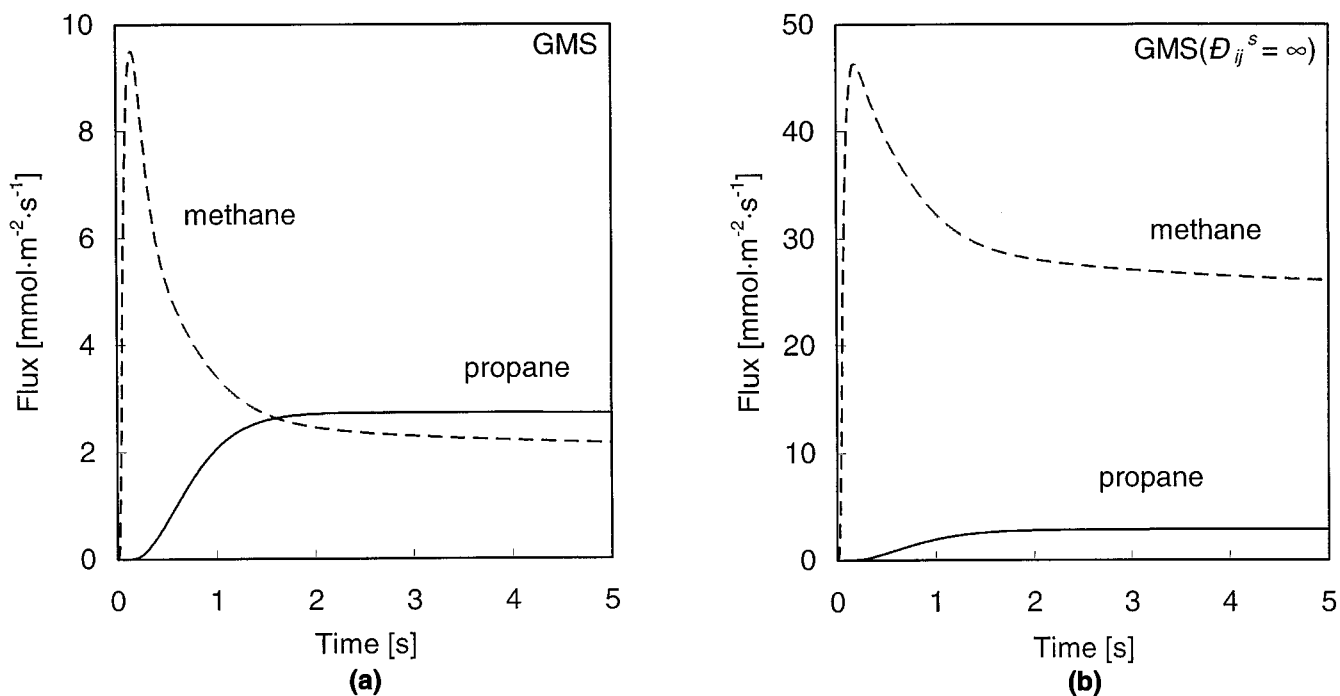 10
8
6
4
2
0
Flux [mmol·m⁻²·s⁻¹]
GMS
methane
propane
0 1 2 3 4 5
Time [s]
(a)
50
40
30
20
10
0
Flux [mmol·m⁻²·s⁻¹]
GMS(Đᵢⱼˢ = ∞)
methane
propane
0 1 2 3 4 5
Time [s]
(b)